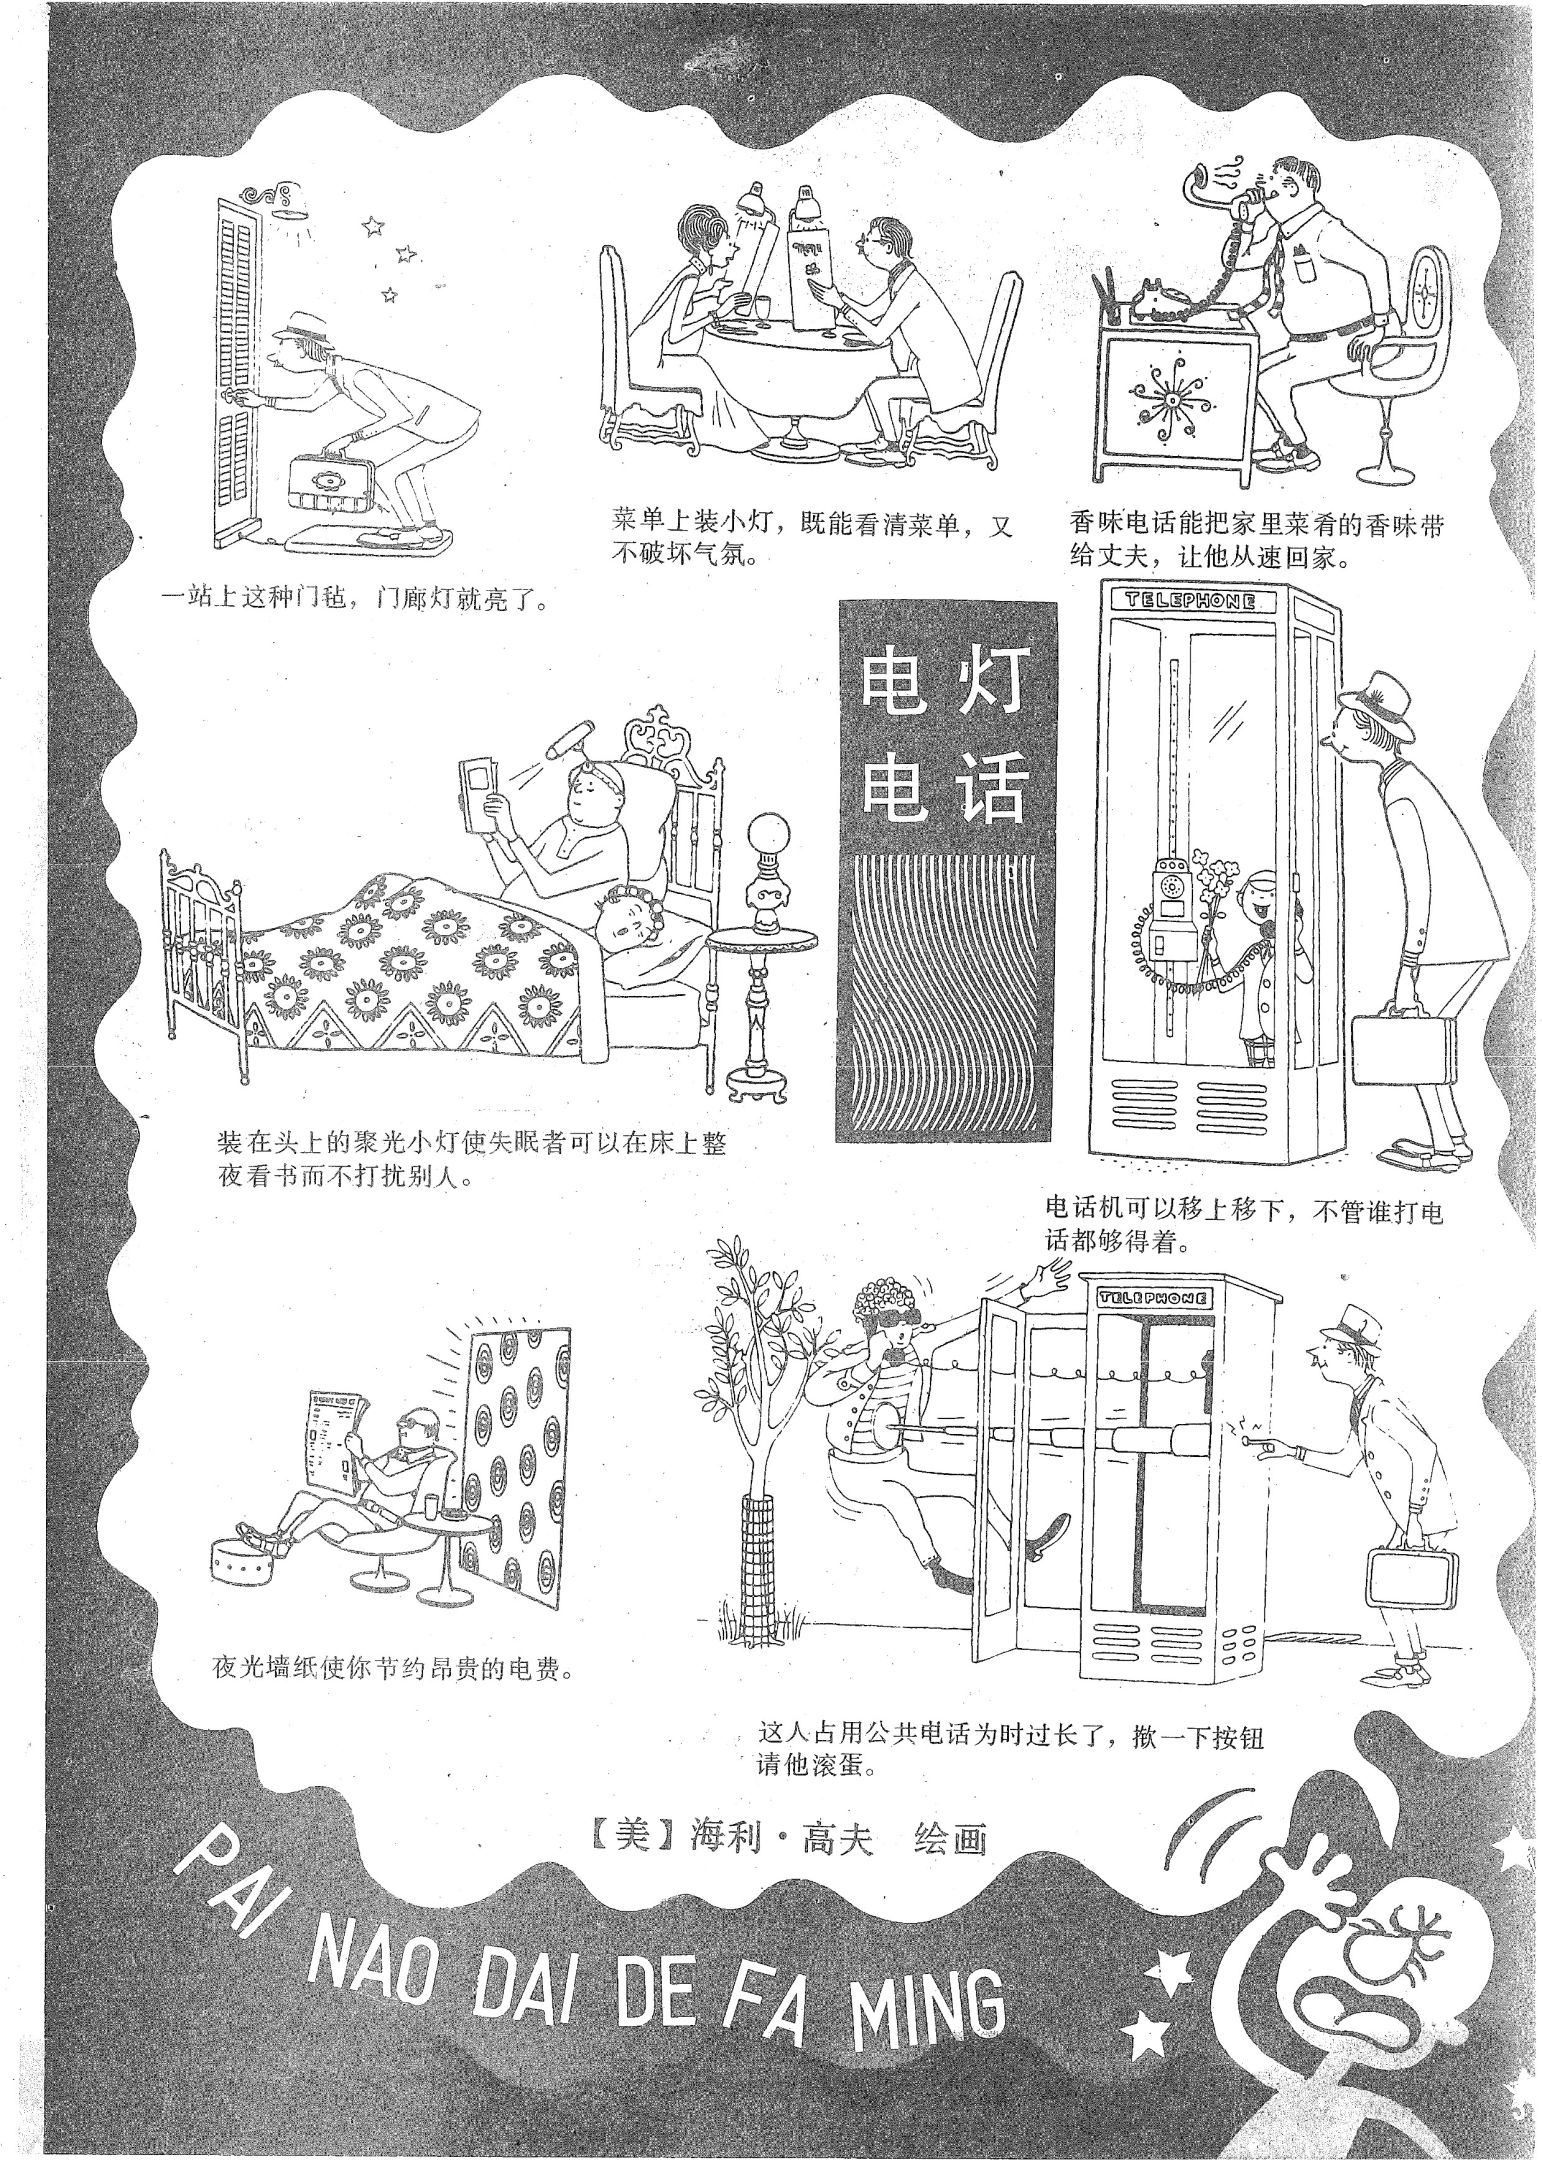 菜单上装小灯，既能看清菜单，又
不破坏气氛。
香味电话能把家里菜肴的香味带
给丈夫，让他从速回家。
一站上这种门毡，门廊灯就亮了。
TELEPHONE
电灯
电话
装在头上的聚光小灯使失眠者可以在床上整
夜看书而不打扰别人。
电话机可以移上移下，不管谁打电
话都够得着。
TELEPHONE
夜光墙纸使你节约昂贵的电费。
这人占用公共电话为时过长了，揿一下按钮
请他滚蛋。
【美】海利·高夫 绘画
PAI NAO DAI DE FA MING